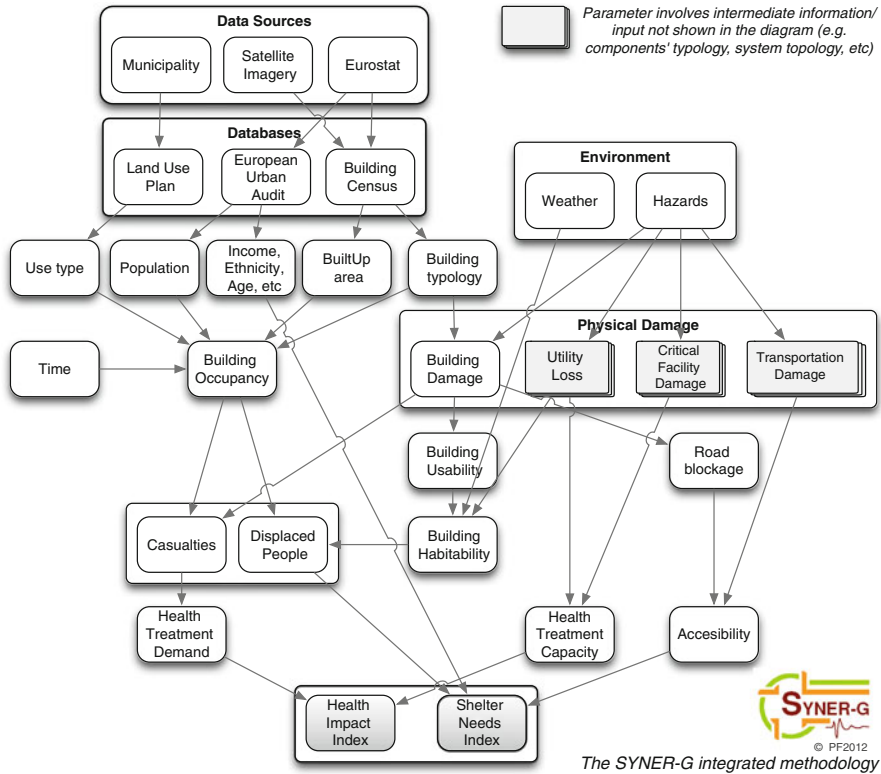 Data Sources
Municipality
Satellite
Imagery
Eurostat
Parameter involves intermediate information/
input not shown in the diagram (e.g.
components' typology, system topology, etc)
Databases
Land Use
Plan
European
Urban
Audit
Building
Census
Environment
Weather
Hazards
Use type
Population
Income,
Ethnicity,
Age, etc
BuiltUp
area
Building
typology
Physical Damage
Time
Building
Occupancy
Building
Damage
Utility
Loss
Critical
Facility
Damage
Transportation
Damage
Building
Usability
Road
blockage
Casualties
Displaced
People
Building
Habitability
Health
Treatment
Demand
Health
Treatment
Capacity
Accesibility
Health
Impact
Index
Shelter
Needs
Index
SYNER-G
© PF2012
The SYNER-G integrated methodology